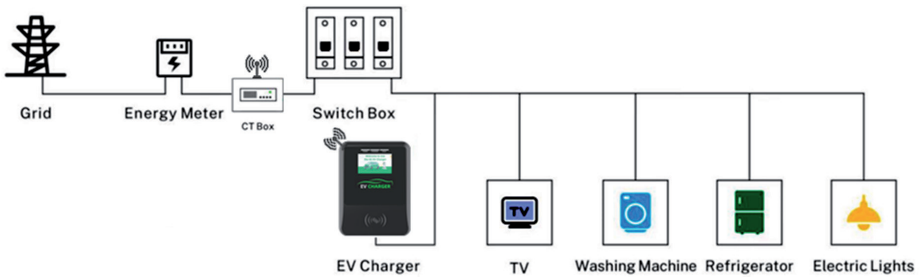 Grid
Energy Meter
CT Box
Switch Box
EV CHARGER
TV
EV Charger
TV
Washing Machine
Refrigerator
Electric Lights